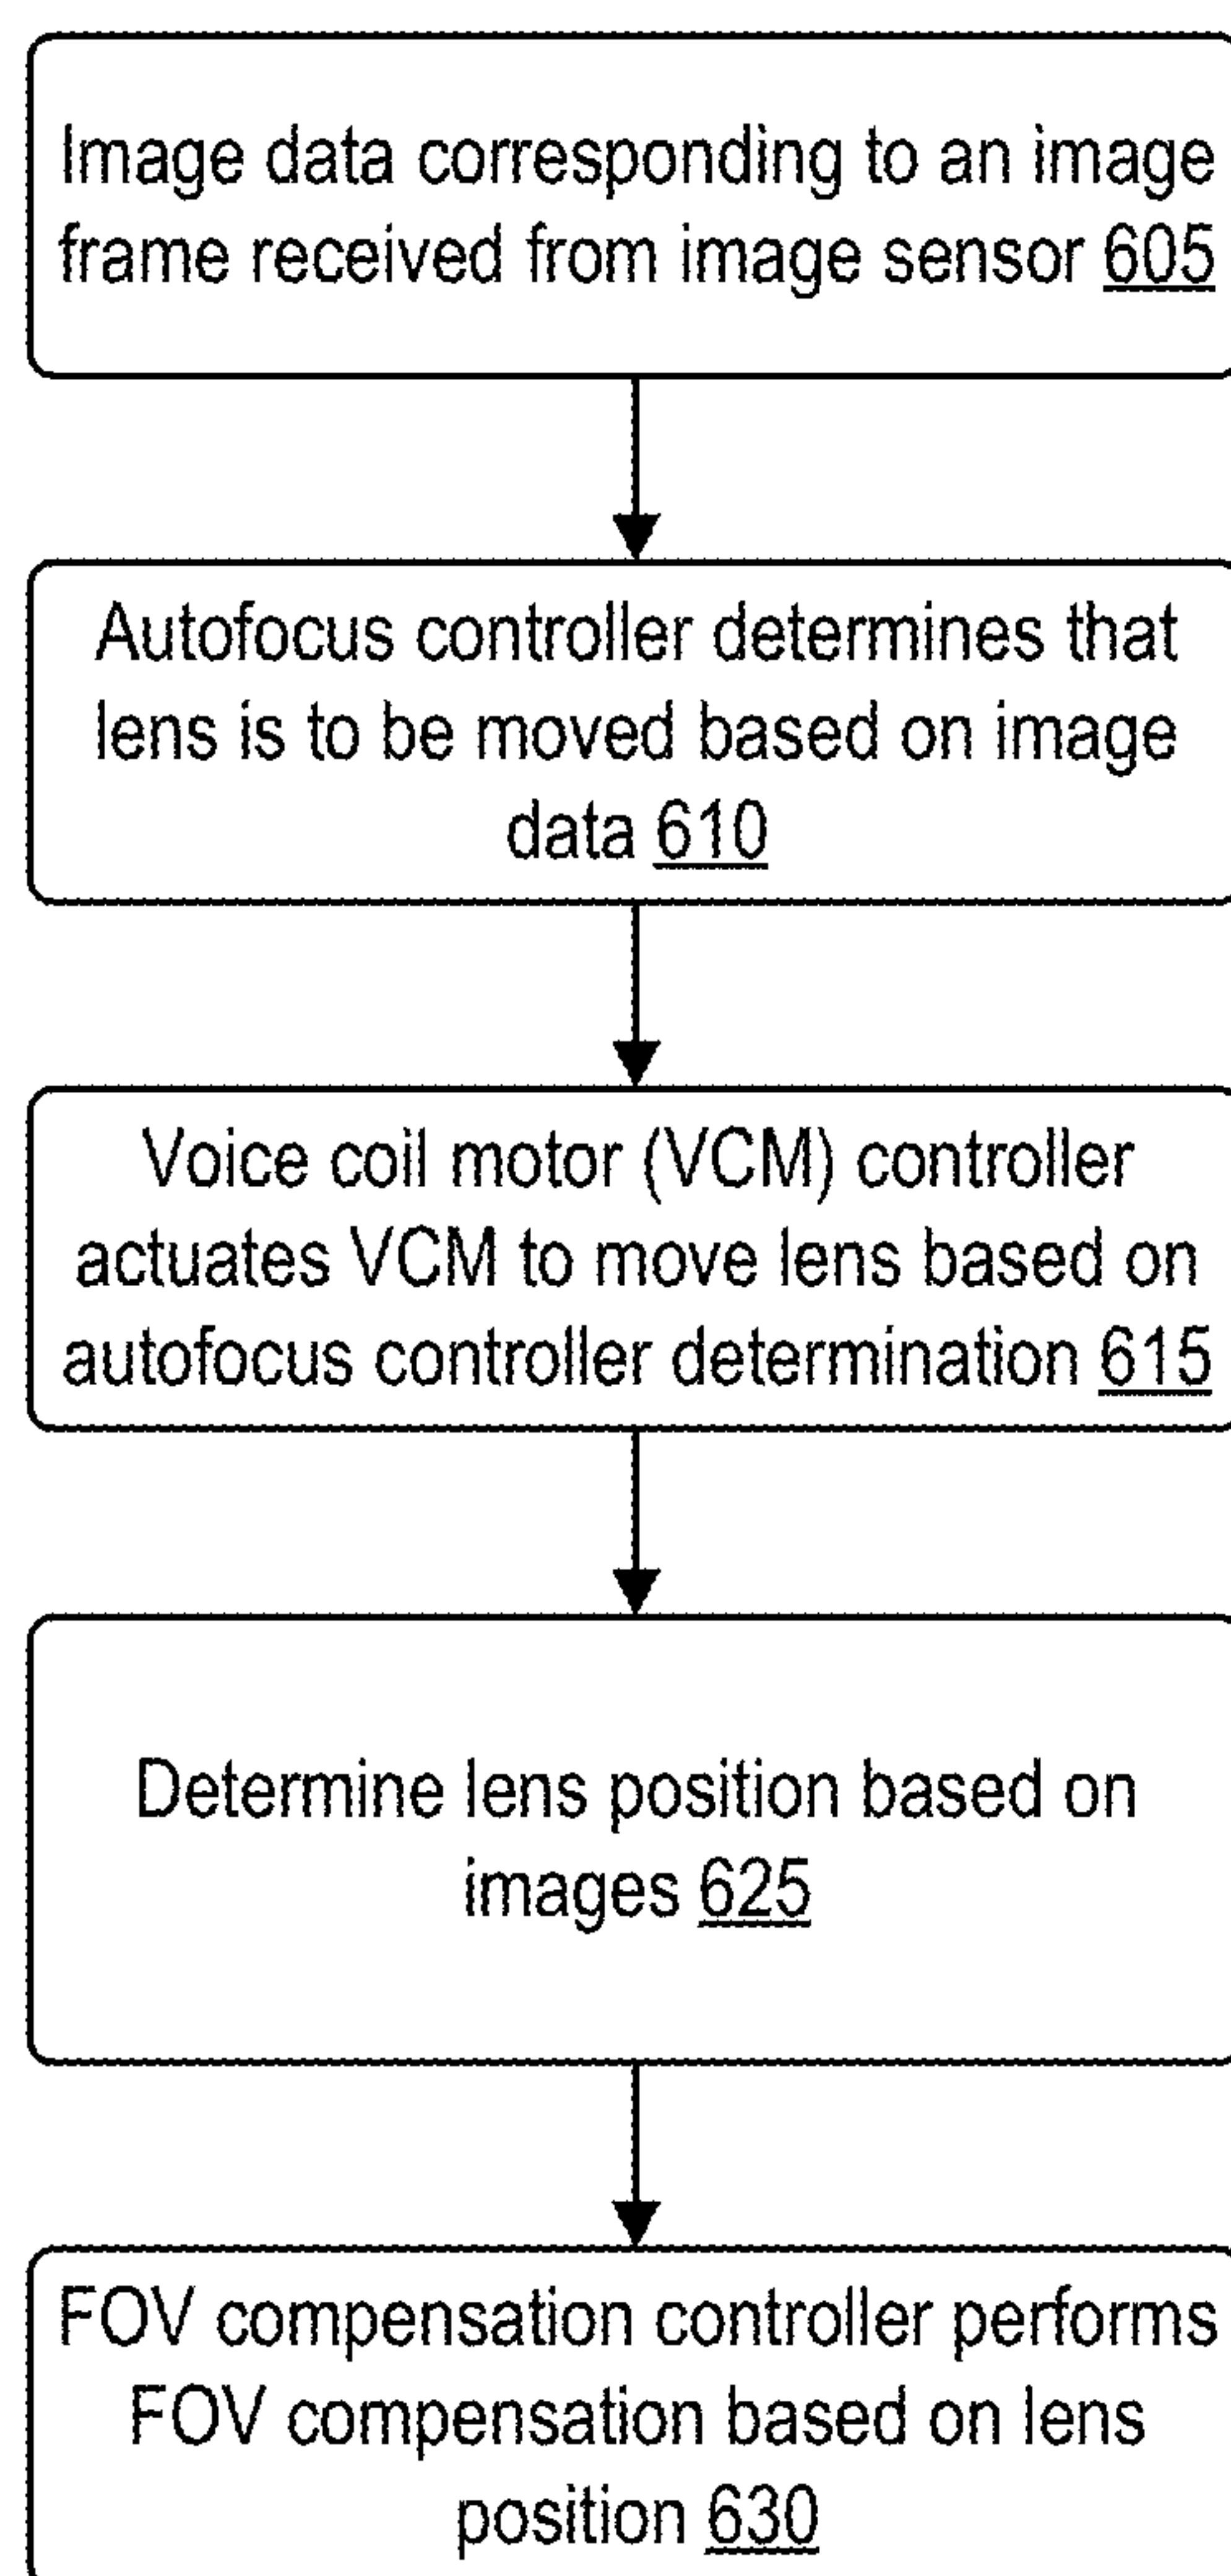 Image data corresponding to an image
frame received from image sensor 605
Autofocus controller determines that
lens is to be moved based on image
data 610
Voice coil motor (VCM) controller
actuates VCM to move lens based on
autofocus controller determination 615
Determine lens position based on
images 625
FOV compensation controller performs
FOV compensation based on lens
position 630